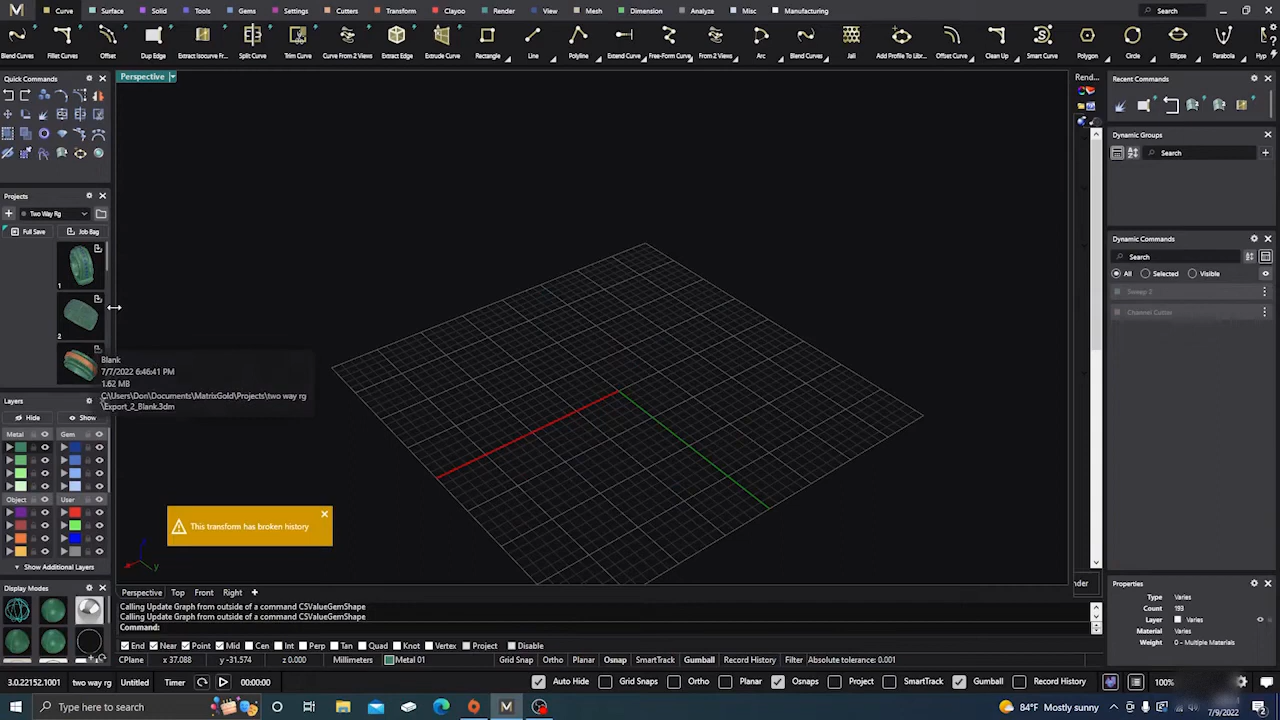 Curve Surface Solid Tools Gems Settings Cutters Transform Clayoo Render View Mesh Dimension Analyze Misc Manufacturing Search
Blend Curves Fillet Curves Offset Dup Edge Extract Isocurve Fr... Split Curve Trim Curve Curve From 2 Views Extract Edge Extrude Curve Rectangle Line Polyline Extend Curve Free-Form Curve From 2 Views Arc Blend Curves Jali Add Profile To Libr... Offset Curve Clean Up Smart Curve Polygon Circle Ellipse Parabola Hyp
Quick Commands
Perspective
Rend...
Recent Commands
Dynamic Groups
Search
Projects
Two Way Rg
Full Save Job Bag
1
2
Dynamic Commands
Search
All Selected Visible
Sweep 2
Channel Cutter
Blank
7/7/2022 6:46:41 PM
1.62 MB
C:\Users\Don\Documents\MatrixGold\Projects\two way rg
\Export_2_Blank.3dm
Layers
Hide Show
Metal Gem
Object User
Show Additional Layers
Display Modes
This transform has broken history
x y z
Perspective Top Front Right
Calling Update Graph from outside of a command CSValueGemShape
Calling Update Graph from outside of a command CSValueGemShape
Command:
End Near Point Mid Cen Int Perp Tan Quad Knot Vertex Project Disable
CPlane x 37.088 y -31.574 z 0.000 Millimeters Metal 01 Grid Snap Ortho Planar Osnap SmartTrack Gumball Record History Filter Absolute tolerance: 0.001
nder
Properties
Type Varies
Count 193
Layer Varies
Material Varies
Weight 0 - Multiple Materials
3.0.22152.1001 two way rg Untitled Timer 00:00:00 Auto Hide Grid Snaps Ortho Planar Osnaps Project SmartTrack Gumball Record History 100%
Type here to search
84°F Mostly sunny
7/9/2022